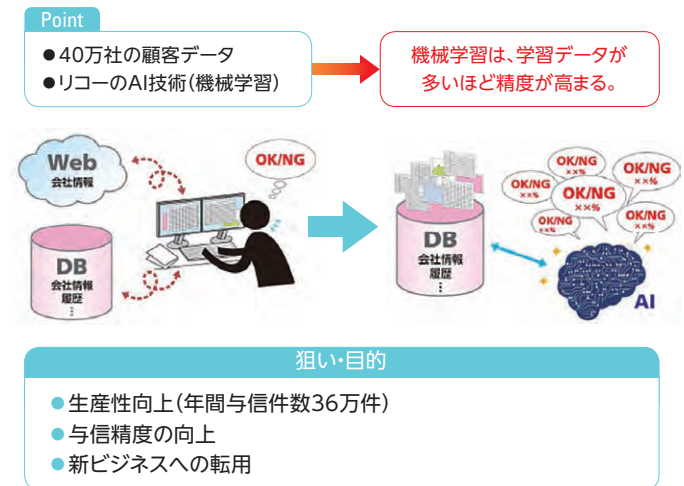 Point
●40万社の顧客データ
●リコーのAI技術(機械学習)
機械学習は、学習データが
多いほど精度が高まる。
Web
会社情報
DB
会社情報
履歴
⋮
OK/NG
DB
会社情報
履歴
⋮
OK/NG
××%
OK/NG
××%
OK/NG
××%
OK/NG
××%
OK/NG
××%
OK/NG
××%
AI
狙い・目的
●生産性向上(年間与信件数36万件)
●与信精度の向上
●新ビジネスへの転用